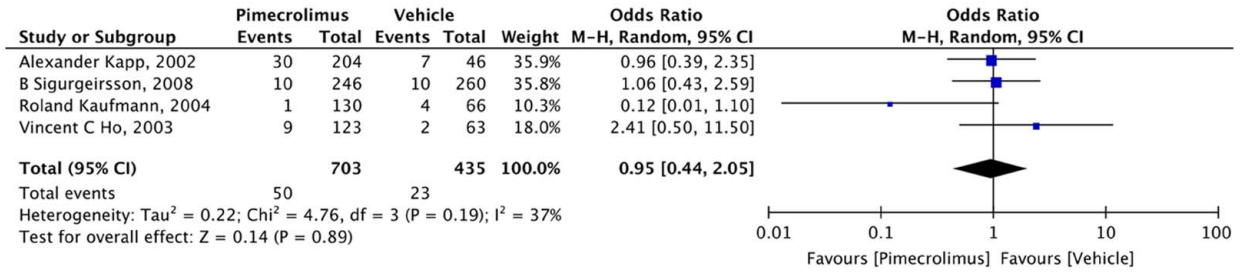 Pimecrolimus Vehicle Odds Ratio Odds Ratio
Study or Subgroup Events Total Events Total Weight M-H, Random, 95% CI M-H, Random, 95% CI
Alexander Kapp, 2002 30 204 7 46 35.9% 0.96 [0.39, 2.35]
B Sigurgeirsson, 2008 10 246 10 260 35.8% 1.06 [0.43, 2.59]
Roland Kaufmann, 2004 1 130 4 66 10.3% 0.12 [0.01, 1.10]
Vincent C Ho, 2003 9 123 2 63 18.0% 2.41 [0.50, 11.50]
Total (95% CI) 703 435 100.0% 0.95 [0.44, 2.05]
Total events 50 23
Heterogeneity: Tau² = 0.22; Chi² = 4.76, df = 3 (P = 0.19); I² = 37%
Test for overall effect: Z = 0.14 (P = 0.89)
0.01 0.1 1 10 100
Favours [Pimecrolimus] Favours [Vehicle]